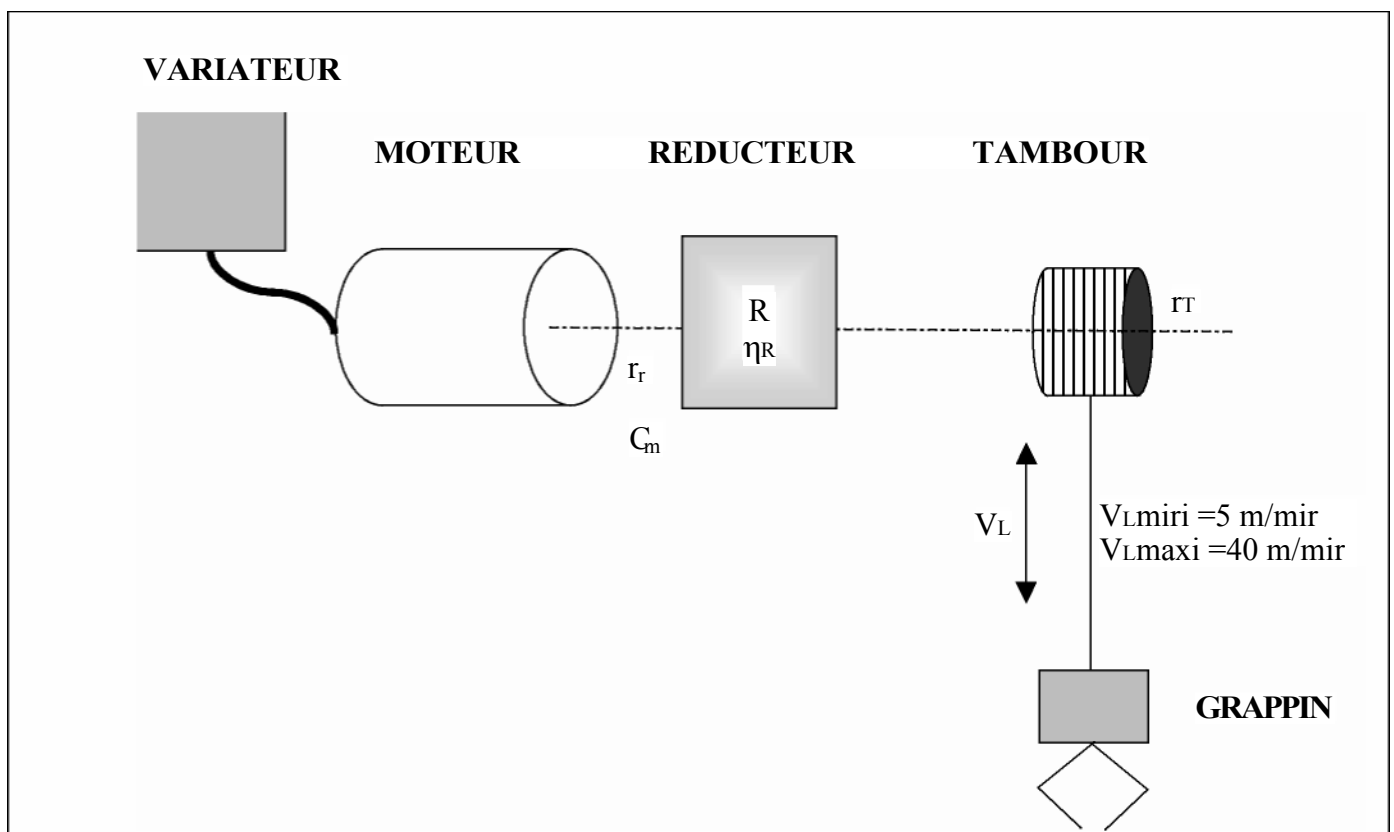 VARIATEUR
MOTEUR
REDUCTEUR
TAMBOUR
R
ηR
rT
rr
Cm
VL
VLmiri =5 m/mir
VLmaxi =40 m/mir
GRAPPIN